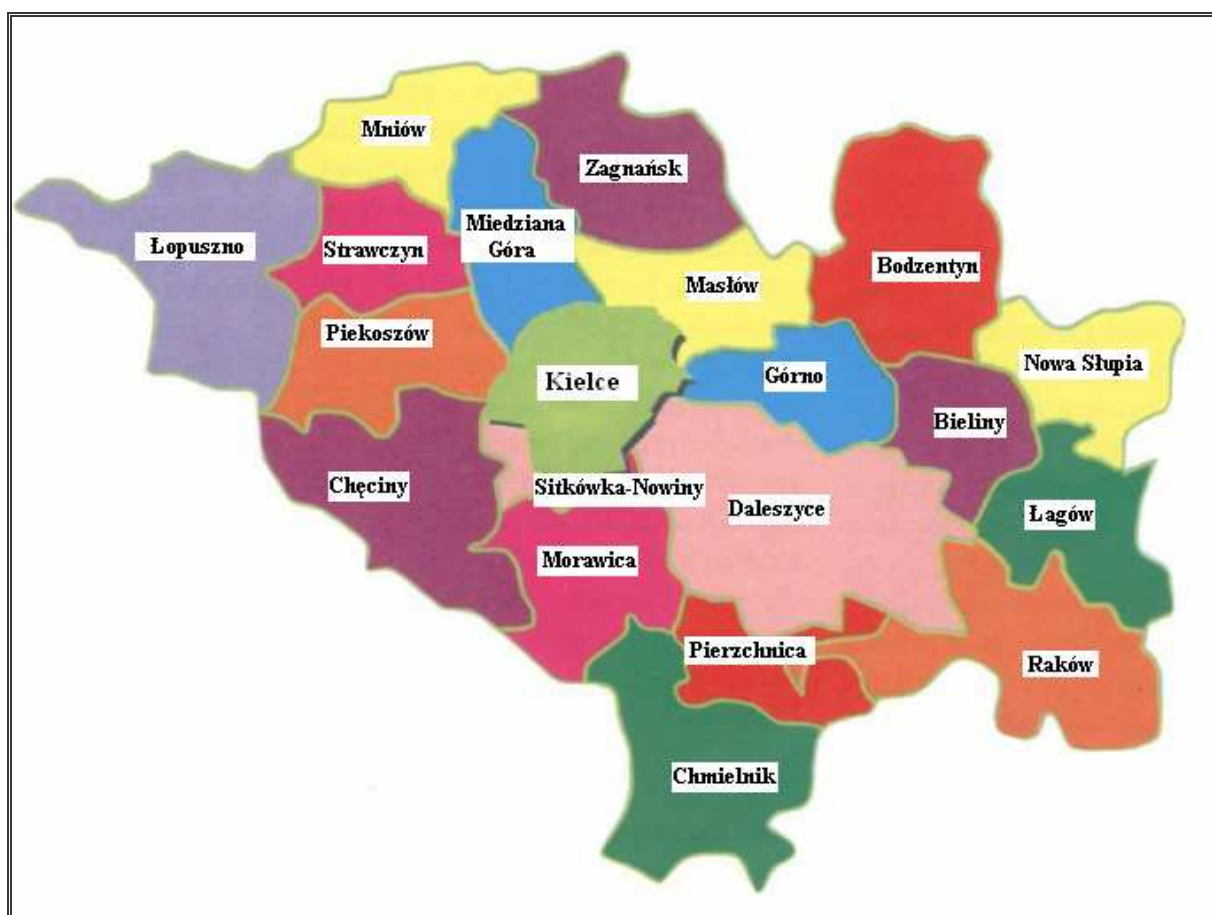 Mniów
Zagnańsk
Miedziana
Góra
Łopuszno
Strawczyn
Bodzentyn
Masłów
Piekoszów
Nowa Słupia
Kielce
Górno
Bieliny
Chęciny
Sitkówka-Nowiny
Daleszyce
Łagów
Morawica
Pierzchnica
Raków
Chmielnik